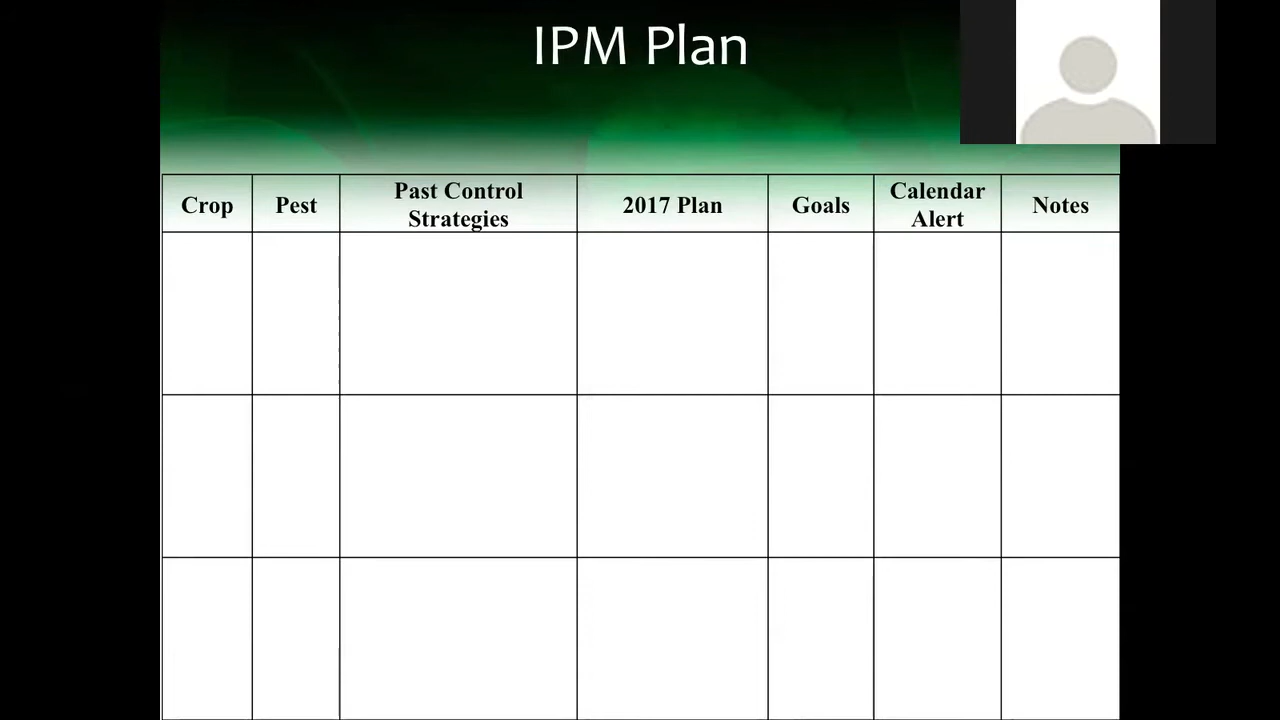 IPM Plan
Crop
Pest
Past Control
Strategies
2017 Plan
Goals
Calendar
Alert
Notes